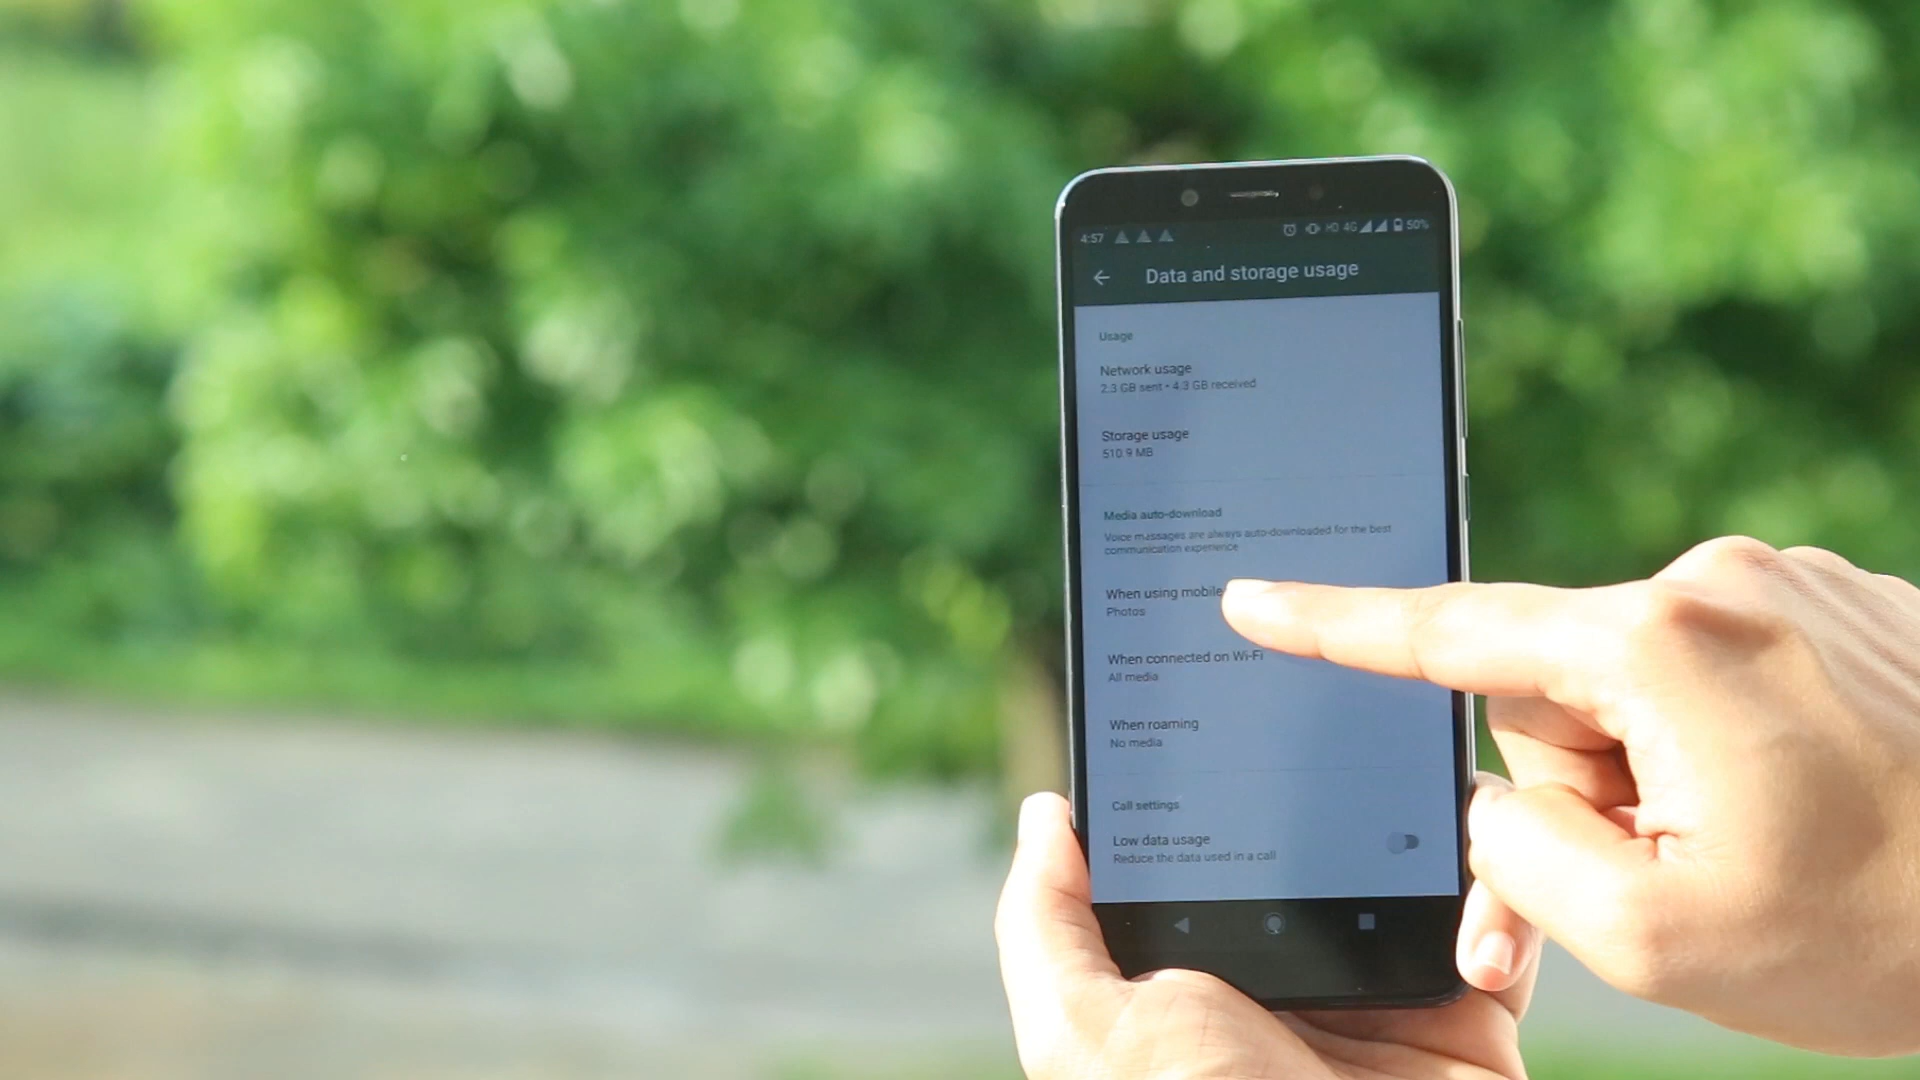 4:57 HD 4G 50%
Data and storage usage
Usage
Network usage
2.3 GB sent • 4.3 GB received
Storage usage
510.9 MB
Media auto-download
Voice messages are always auto-downloaded for the best
communication experience
When using mobile
Photos
When connected on Wi-Fi
All media
When roaming
No media
Call settings
Low data usage
Reduce the data used in a call